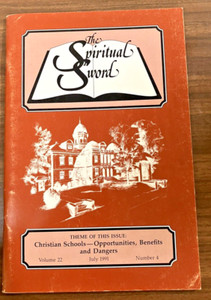 The
Spiritual
Sword
THEME OF THIS ISSUE:
Christian Schools—Opportunities, Benefits
and Dangers
Volume 22 July 1991 Number 4